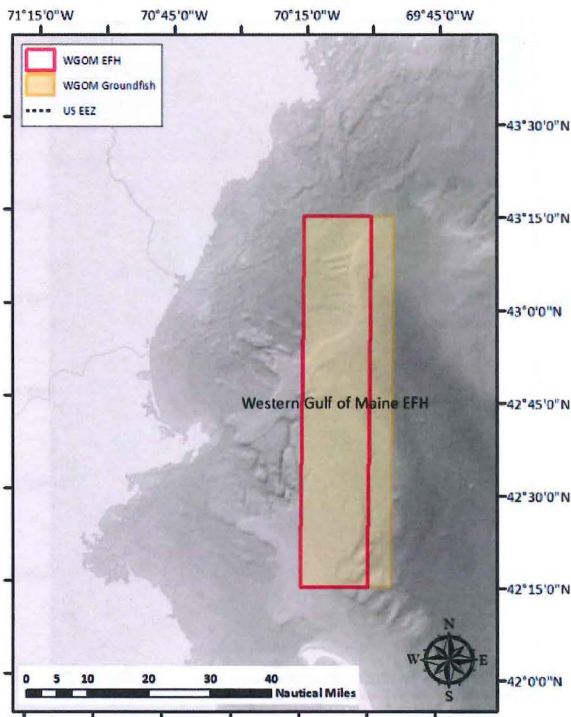 71°15'0"W 70°45'0"W 70°15'0"W 69°45'0"W
WGOM EFH
WGOM Groundfish
US EEZ
43°30'0"N
43°15'0"N
43°0'0"N
Western Gulf of Maine EFH
42°45'0"N
42°30'0"N
42°15'0"N
N
W E
S
42°0'0"N
0 5 10 20 30 40
Nautical Miles